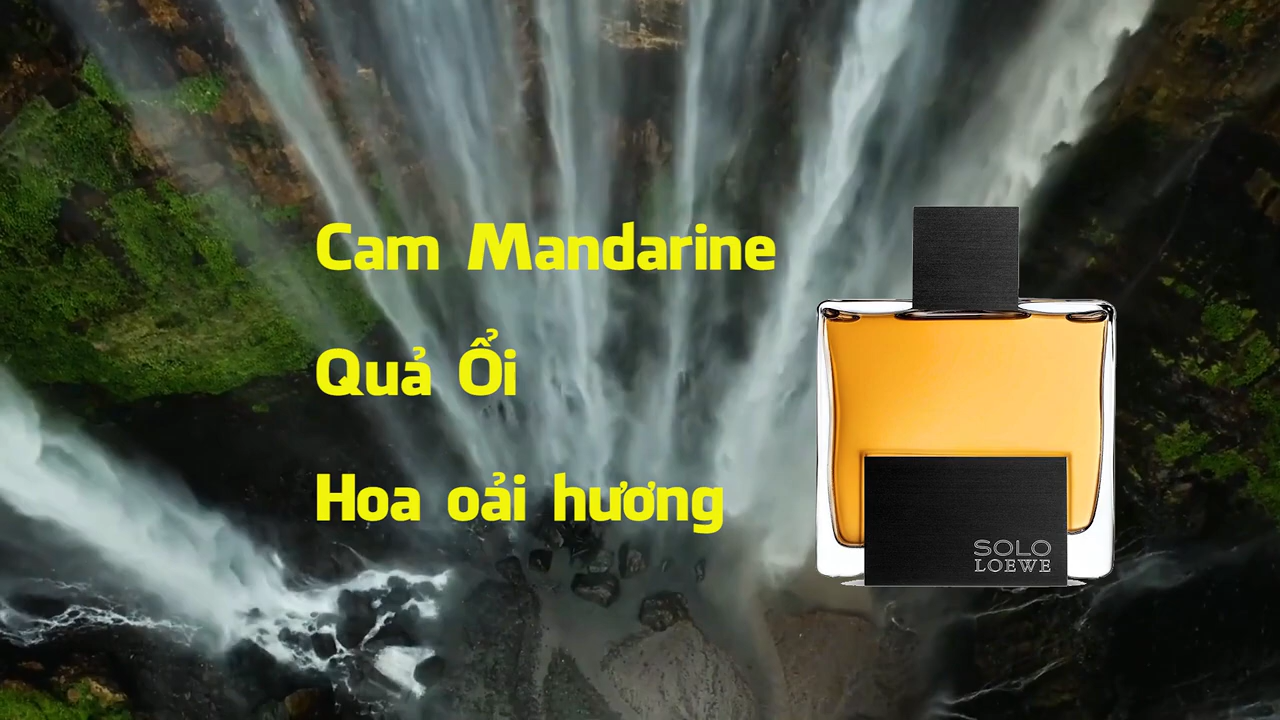 Cam Mandarine
Quả Ổi
Hoa oải hương
SOLO
LOEWE